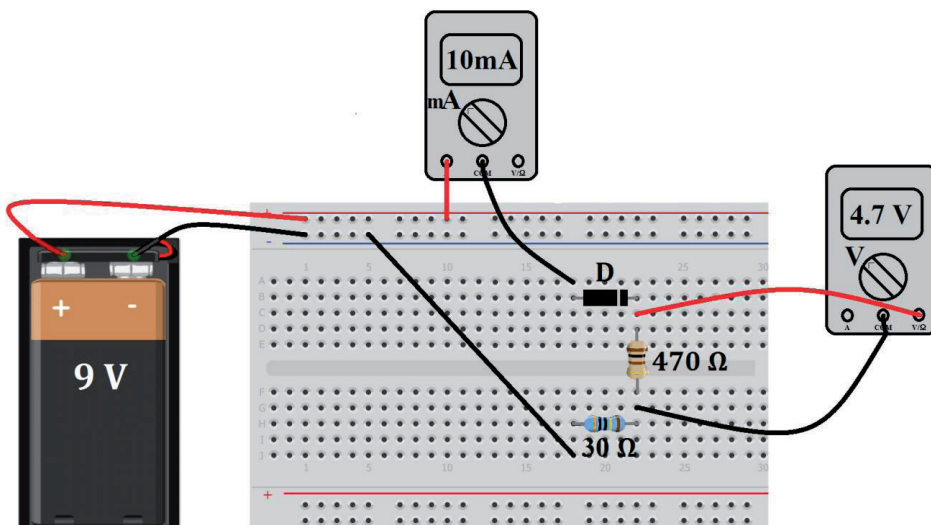 10mA
mA
COM
V/Ω
4.7 V
V
A
COM
V/Ω
+
-
+ -
9 V
1 5 10 15 20 25 30
A
B
C
D
E
D
470 Ω
F
G
H
I
J
30 Ω
1 5 10 15 20 25 30
+